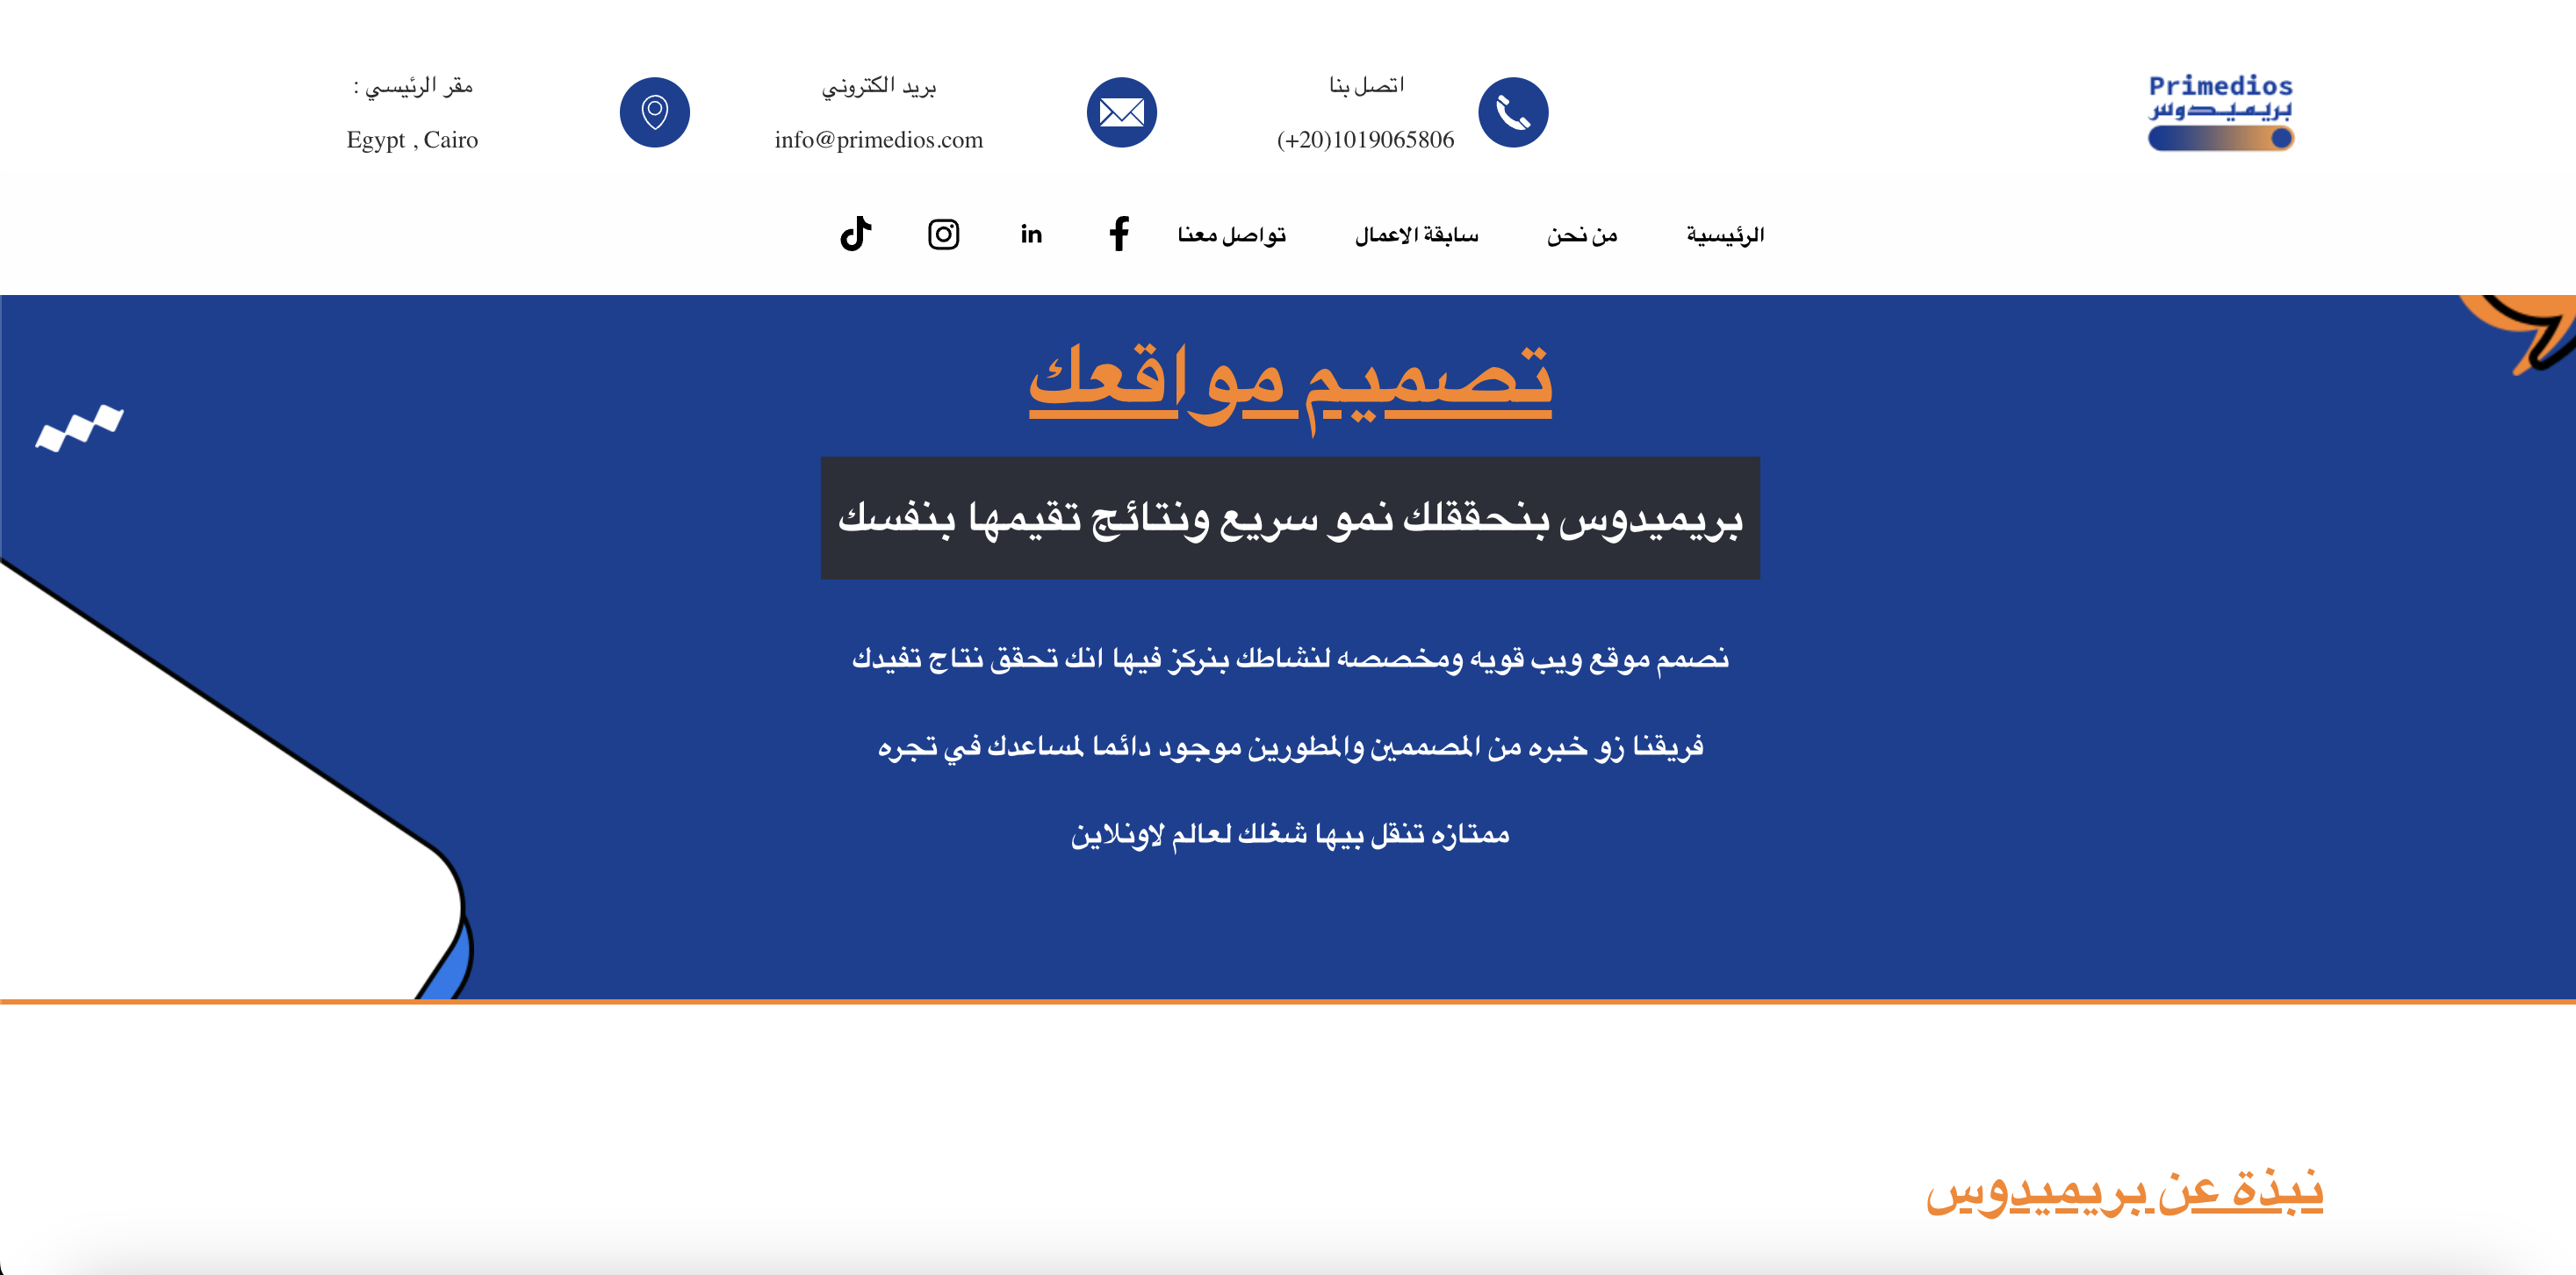 Primedios
بريميدوس
اتصل بنا
(+20)1019065806
بريد الكتروني
info@primedios.com
مقر الرئيسي :
Egypt , Cairo
الرئيسية
من نحن
سابقة الاعمال
تواصل معنا
in
تصميم مواقعك
بريميدوس بنحققلك نمو سريع ونتائج تقيمها بنفسك
نصمم موقع ويب قويه ومخصصه لنشاطك بنركز فيها انك تحقق نتاج تفيدك
فريقنا زو خبره من المصممين والمطورين موجود دائما لمساعدك في تجره
ممتازه تنقل بيها شغلك لعالم لاونلاين
نبذة عن بريميدوس